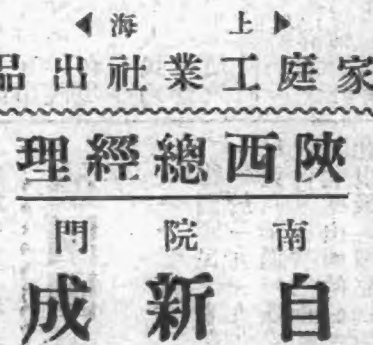 上海
家庭工業社出品
陝西總經理
南院門
自新成